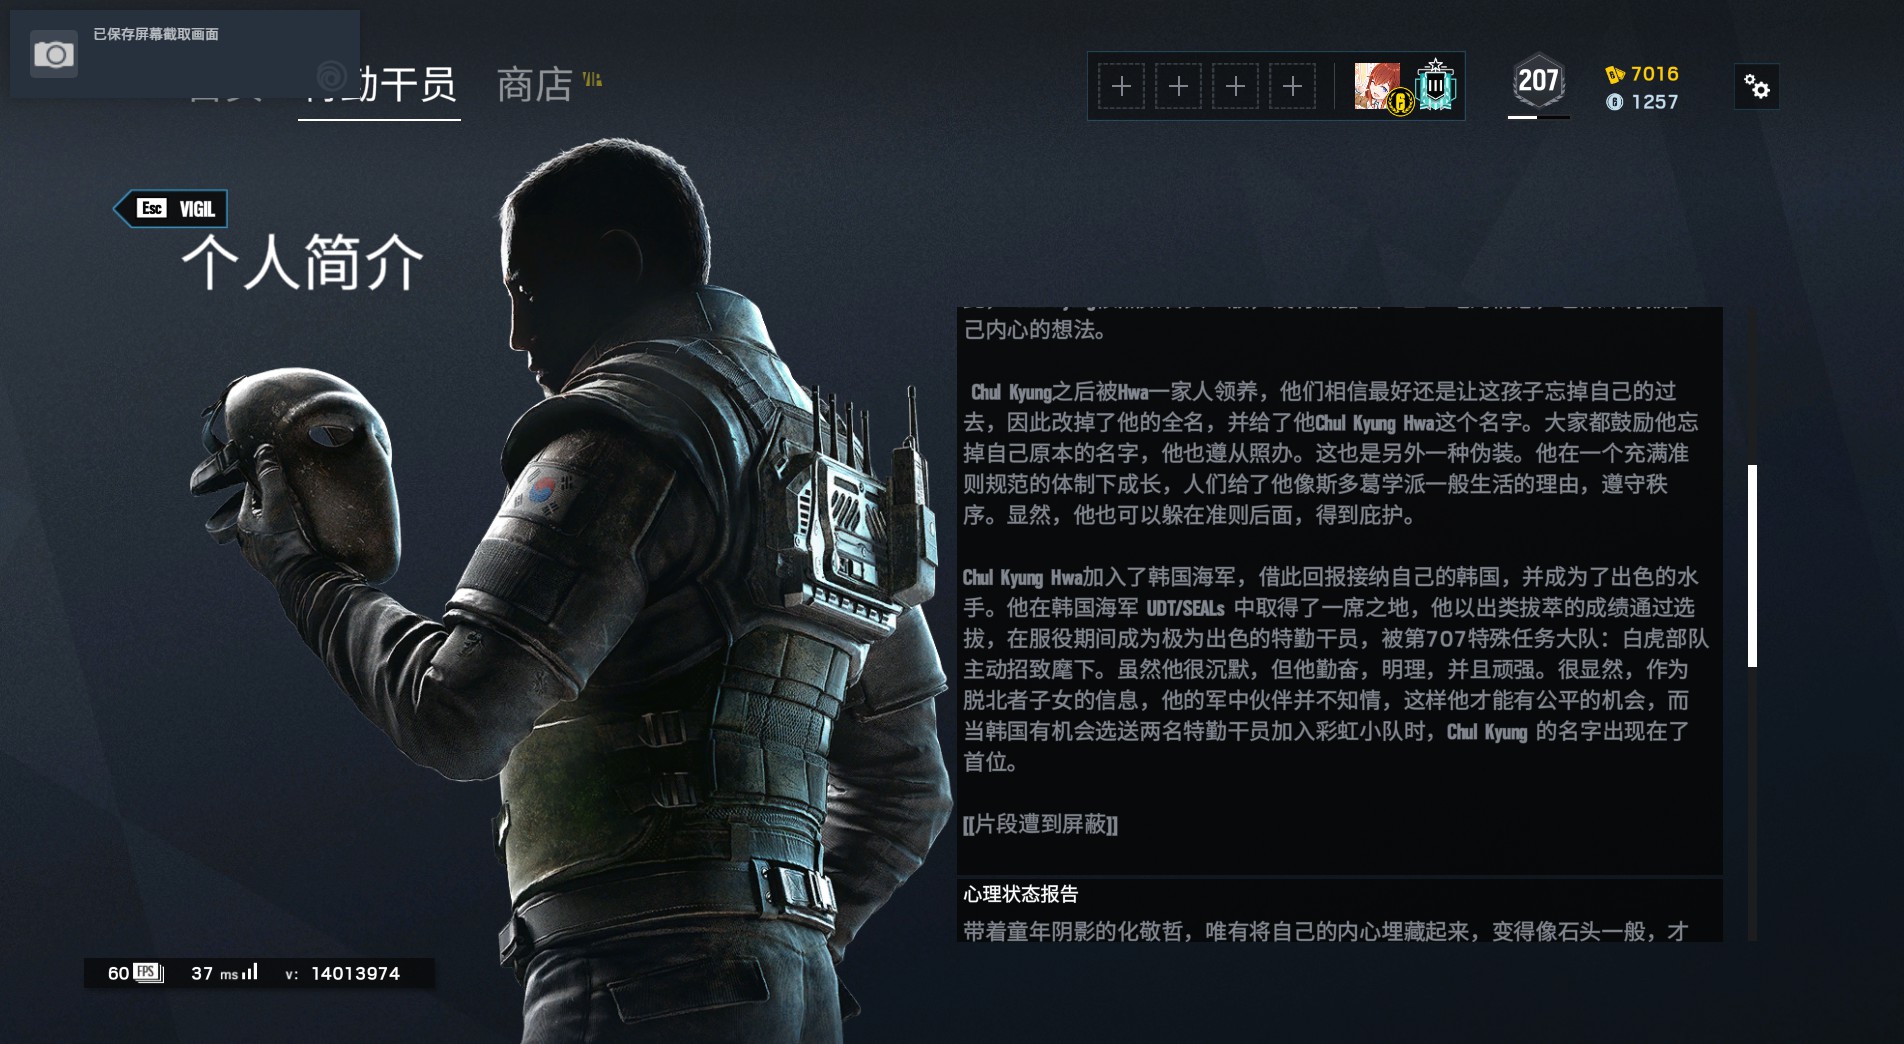 已保存屏幕截取画面
动干员 商店
207
7016
1257
Esc VIGIL
个人简介
己内心的想法。
Chul Kyung之后被Hwa一家人领养，他们相信最好还是让这孩子忘掉自己的过
去，因此改掉了他的全名，并给了他Chul Kyung Hwa这个名字。大家都鼓励他忘
掉自己原本的名字，他也遵从照办。这也是另外一种伪装。他在一个充满准
则规范的体制下成长，人们给了他像斯多葛学派一般生活的理由，遵守秩
序。显然，他也可以躲在准则后面，得到庇护。
Chul Kyung Hwa加入了韩国海军，借此回报接纳自己的韩国，并成为了出色的水
手。他在韩国海军 UDT/SEALs 中取得了一席之地，他以出类拔萃的成绩通过选
拔，在服役期间成为极为出色的特勤干员，被第707特殊任务大队：白虎部队
主动招致麾下。虽然他很沉默，但他勤奋，明理，并且顽强。很显然，作为
脱北者子女的信息，他的军中伙伴并不知情，这样他才能有公平的机会，而
当韩国有机会选送两名特勤干员加入彩虹小队时，Chul Kyung 的名字出现在了
首位。
[[片段遭到屏蔽]]
心理状态报告
带着童年阴影的化敬哲，唯有将自己的内心埋藏起来，变得像石头一般，才
60 FPS 37 ms v: 14013974